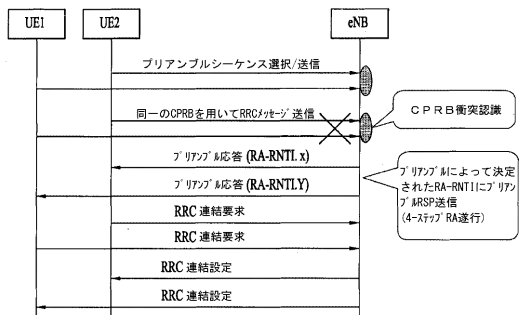 UE1
UE2
eNB
プリアンブルシーケンス選択/送信
同一のCPRBを用いてRRCメッセージ送信
CPRB衝突認識
プリアンブル応答 (RA-RNTI. x)
プリアンブル応答 (RA-RNTI.Y)
プリアンブルによって決定
されたRA-RNTIにプリアン
ブルRSP送信
(4-ステップRA遂行)
RRC 連結要求
RRC 連結要求
RRC 連結設定
RRC 連結設定